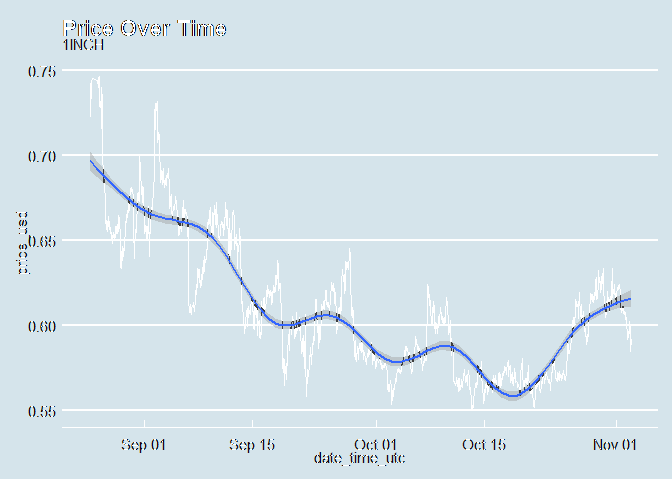 Price Over Time
1INCH
0.75
0.70
0.65
0.60
0.55
price_usd
Sep 01 Sep 15 Oct 01 Oct 15 Nov 01
date_time_utc